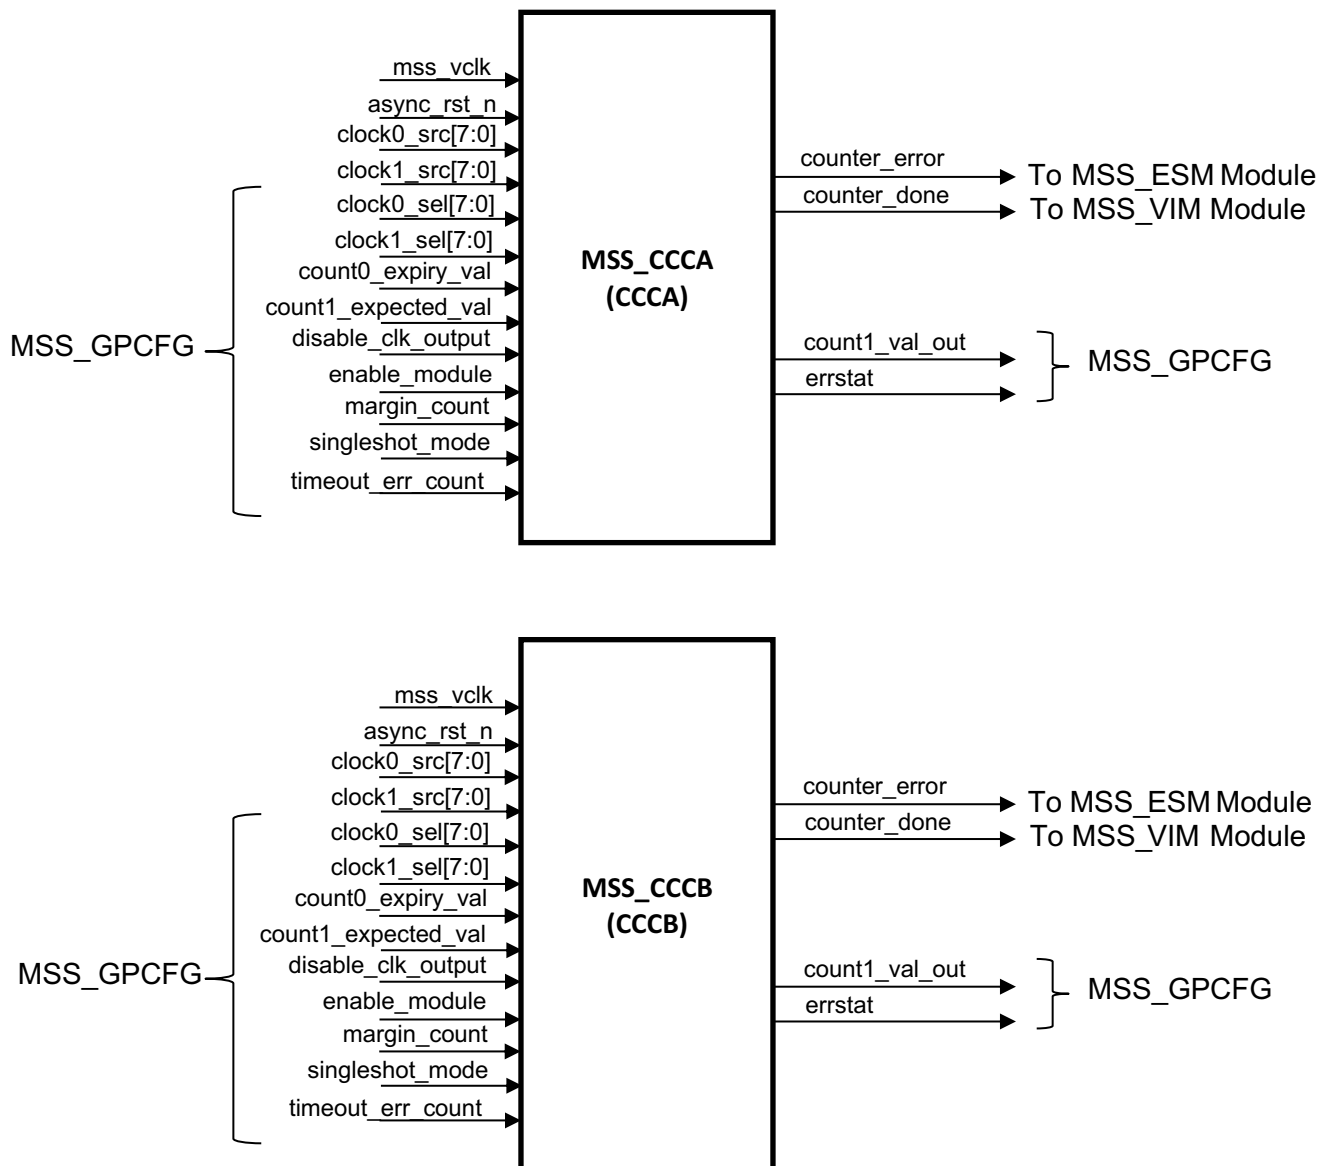 mss_vclk
async_rst_n
clock0_src[7:0]
clock1_src[7:0]
clock0_sel[7:0]
clock1_sel[7:0]
count0_expiry_val
count1_expected_val
disable_clk_output
enable_module
margin_count
singleshot_mode
timeout_err_count
MSS_GPCFG
MSS_CCCA
(CCCA)
counter_error
To MSS_ESM Module
counter_done
To MSS_VIM Module
count1_val_out
errstat
MSS_GPCFG
mss_vclk
async_rst_n
clock0_src[7:0]
clock1_src[7:0]
clock0_sel[7:0]
clock1_sel[7:0]
count0_expiry_val
count1_expected_val
disable_clk_output
enable_module
margin_count
singleshot_mode
timeout_err_count
MSS_GPCFG
MSS_CCCB
(CCCB)
counter_error
To MSS_ESM Module
counter_done
To MSS_VIM Module
count1_val_out
errstat
MSS_GPCFG